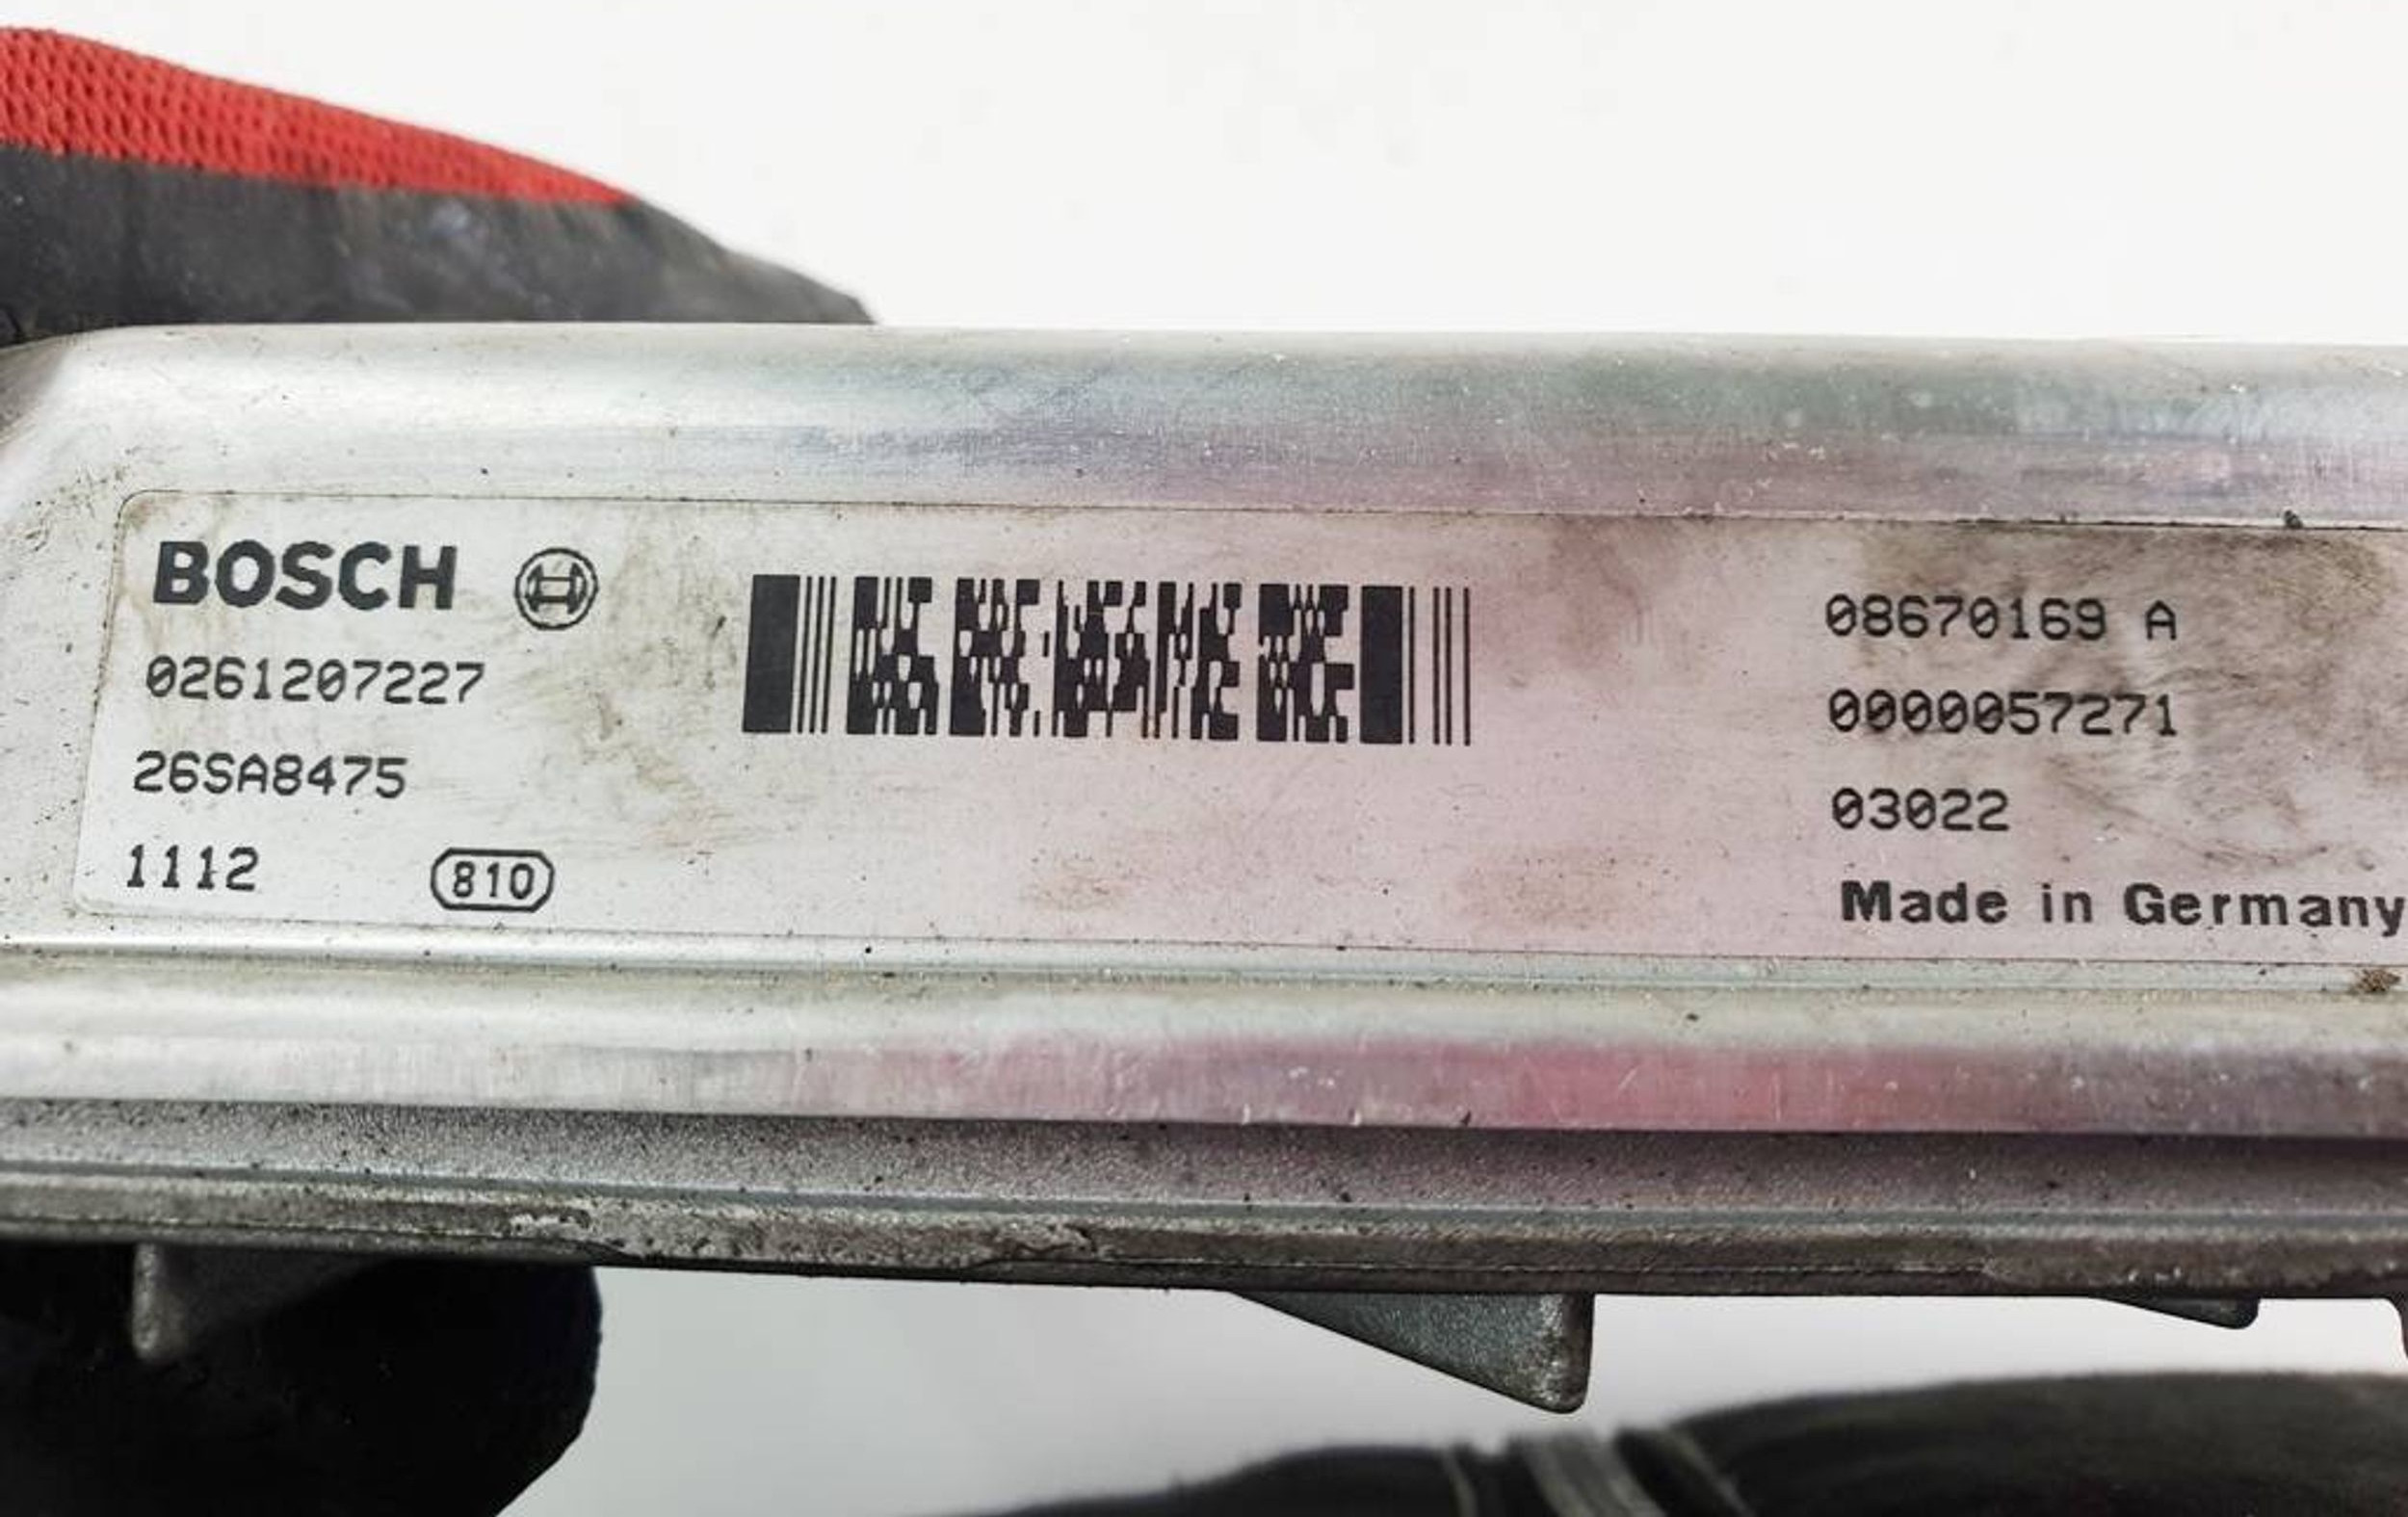 BOSCH
0261207227
26SA8475
1112 810
08670169 A
0000057271
03022
Made in Germany